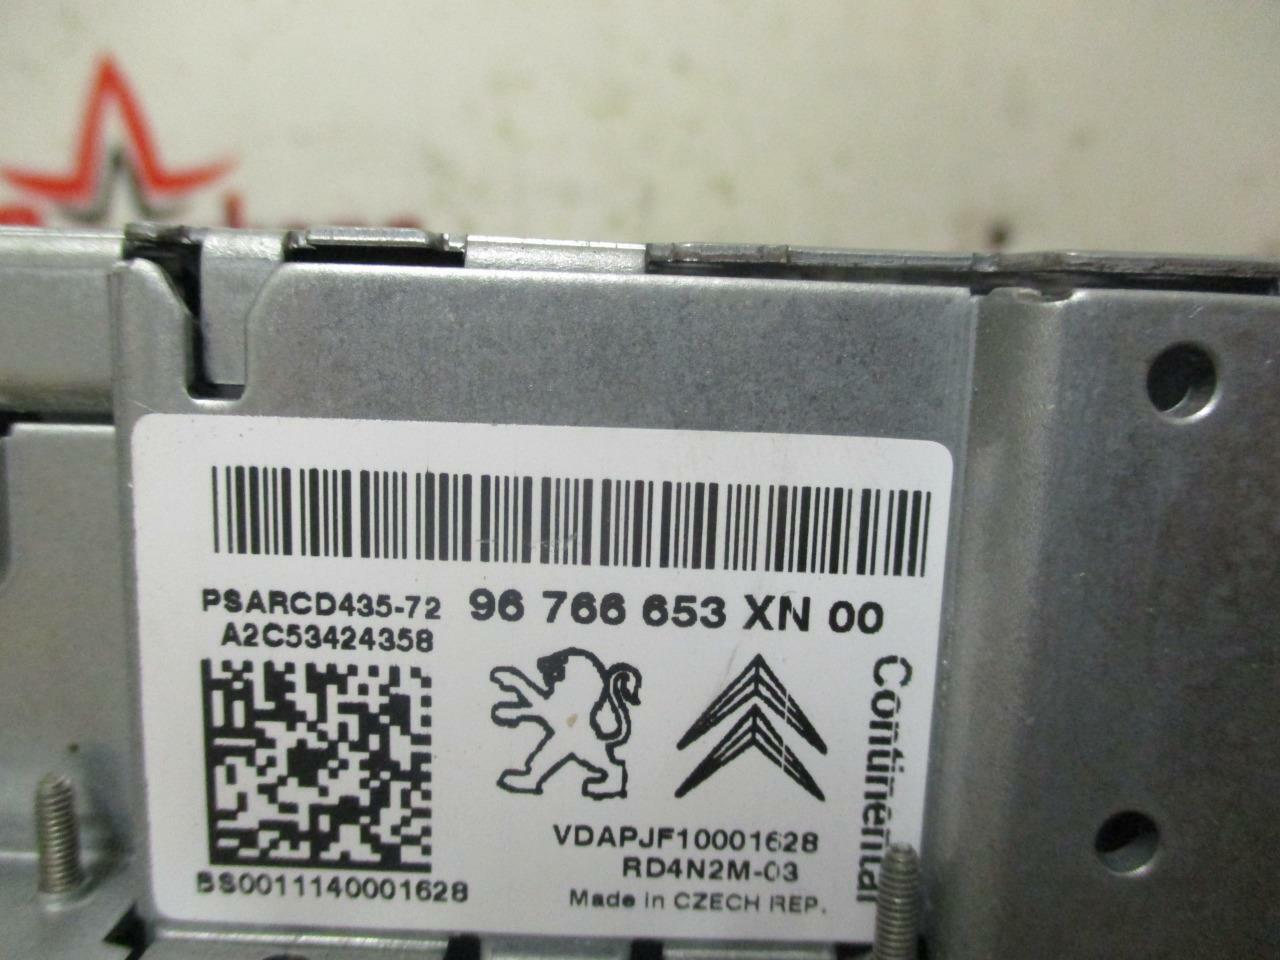 PSARCD435-72 96 766 653 XN 00
A2C53424358
Continental
VDAPJF10001628
RD4N2M-03
BS0011140001628
Made in CZECH REP.